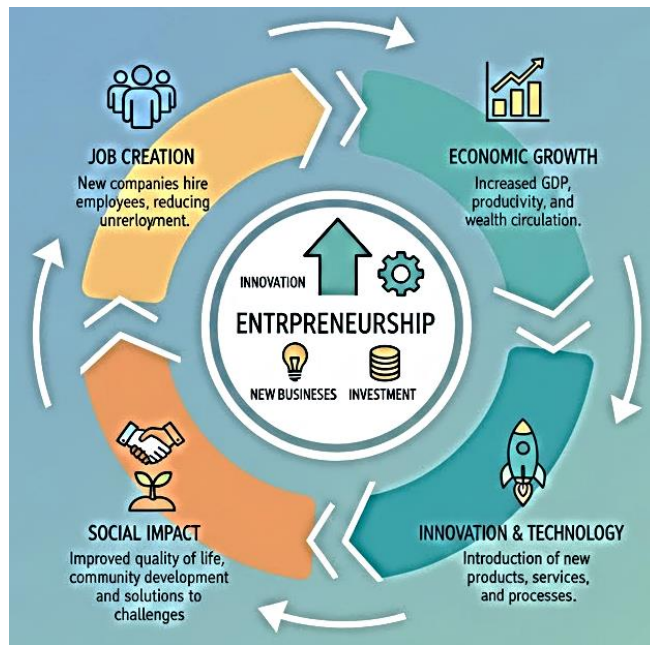 JOB CREATION
New companies hire
employees, reducing
unrerloyment.
ECONOMIC GROWTH
Increased GDP,
productivity, and
wealth circulation.
INNOVATION
ENTRPRENEURSHIP
NEW BUSINESES INVESTMENT
SOCIAL IMPACT
Improved quality of life,
community development
and solutions to
challenges
INNOVATION & TECHNOLOGY
Introduction of new
products, services,
and processes.